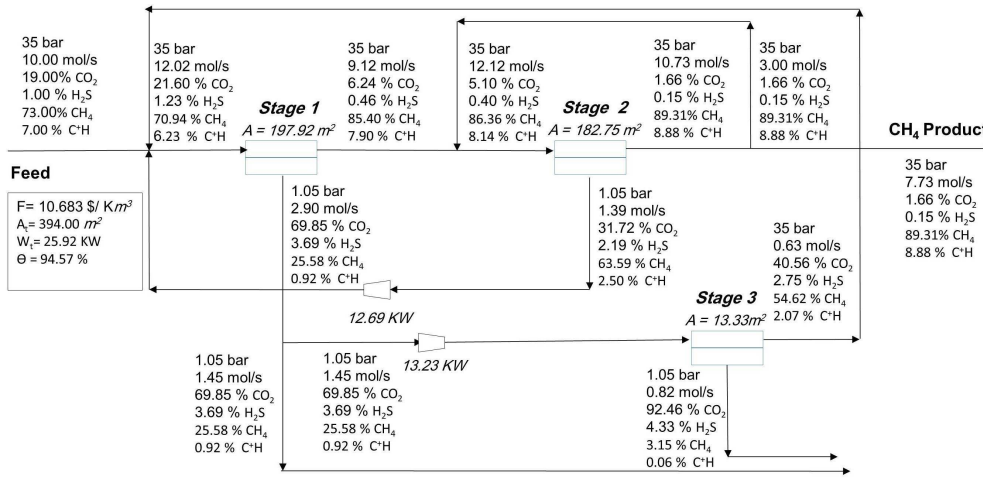 35 bar
10.00 mol/s
19.00% CO₂
1.00 % H₂S
73.00% CH₄
7.00 % C⁺H
35 bar
12.02 mol/s
21.60 % CO₂
1.23 % H₂S
70.94 % CH₄
6.23 % C⁺H
Stage 1
A = 197.92 m²
35 bar
9.12 mol/s
6.24 % CO₂
0.46 % H₂S
85.40 % CH₄
7.90 % C⁺H
35 bar
12.12 mol/s
5.10 % CO₂
0.40 % H₂S
86.36 % CH₄
8.14 % C⁺H
Stage 2
A = 182.75 m²
35 bar
10.73 mol/s
1.66 % CO₂
0.15 % H₂S
89.31% CH₄
8.88 % C⁺H
35 bar
3.00 mol/s
1.66 % CO₂
0.15 % H₂S
89.31% CH₄
8.88 % C⁺H
CH₄ Product
35 bar
7.73 mol/s
1.66 % CO₂
0.15 % H₂S
89.31% CH₄
8.88 % C⁺H
Feed
F= 10.683 $/ Km³
Aₜ= 394.00 m²
Wₜ= 25.92 KW
Θ = 94.57 %
1.05 bar
2.90 mol/s
69.85 % CO₂
3.69 % H₂S
25.58 % CH₄
0.92 % C⁺H
1.05 bar
1.39 mol/s
31.72 % CO₂
2.19 % H₂S
63.59 % CH₄
2.50 % C⁺H
12.69 KW
Stage 3
A = 13.33m²
35 bar
0.63 mol/s
40.56 % CO₂
2.75 % H₂S
54.62 % CH₄
2.07 % C⁺H
13.23 KW
1.05 bar
1.45 mol/s
69.85 % CO₂
3.69 % H₂S
25.58 % CH₄
0.92 % C⁺H
1.05 bar
1.45 mol/s
69.85 % CO₂
3.69 % H₂S
25.58 % CH₄
0.92 % C⁺H
1.05 bar
0.82 mol/s
92.46 % CO₂
4.33 % H₂S
3.15 % CH₄
0.06 % C⁺H